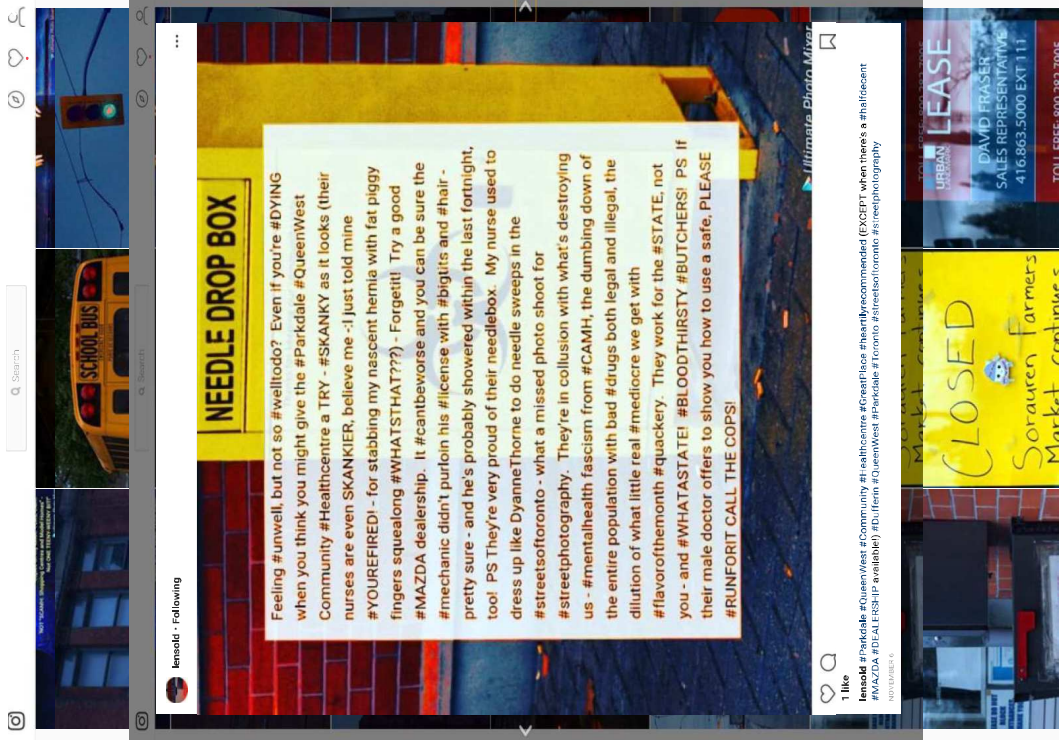 Search
lensold • Following
NEEDLE DROP BOX
Feeling #unwell, but not so #welltodo? Even if you're #DYING
when you think you might give the #Parkdale #QueenWest
Community #Healthcentre a TRY - #SKANKY as it looks (their
nurses are even SKANKIER, believe me -:I just told mine
#YOUREFIRED! - for stabbing my nascent hernia with fat piggy
fingers squealong #WHATSTHAT???) - Forgetit! Try a good
#MAZDA dealership. It #cantbeworse and you can be sure the
#mechanic didn't purloin his #license with #bigtits and #hair -
pretty sure - and he's probably showered within the last fortnight,
too! PS They're very proud of their needlebox. My nurse used to
dress up like DyanneThorne to do needle sweeps in the
#streetsoftoronto - what a missed photo shoot for
#streetphotography. They're in collusion with what's destroying
us - #mentalhealth fascism from #CAMH, the dumbing down of
the entire population with bad #drugs both legal and illegal, the
dilution of what little real #mediocre we get with
#flavorofthemonth #quackery. They work for the #STATE, not
you - and #WHATASTATE! #BLOODTHIRSTY #BUTCHERS! PS If
their male doctor offers to show you how to use a safe, PLEASE
#RUNFORIT CALL THE COPS!
Ultimate Photo Mixer
1 like
lensold #Parkdale #QueenWest #Community #Healthcentre #GreatPlace #heartilyrecommended (EXCEPT when there's a #halfdecent
#MAZDA #DEALERSHIP available!) #Dufferin #QueenWest #Parkdale #Toronto #streetsoftoronto #streetphotography
NOVEMBER 6
SCHOOL BUS
URBAN
LEASE
DAVID FRASER
SALES REPRESENTATIVE
416.863.5000 EXT 111
CLOSED
Sorauren Farmers
Market continues